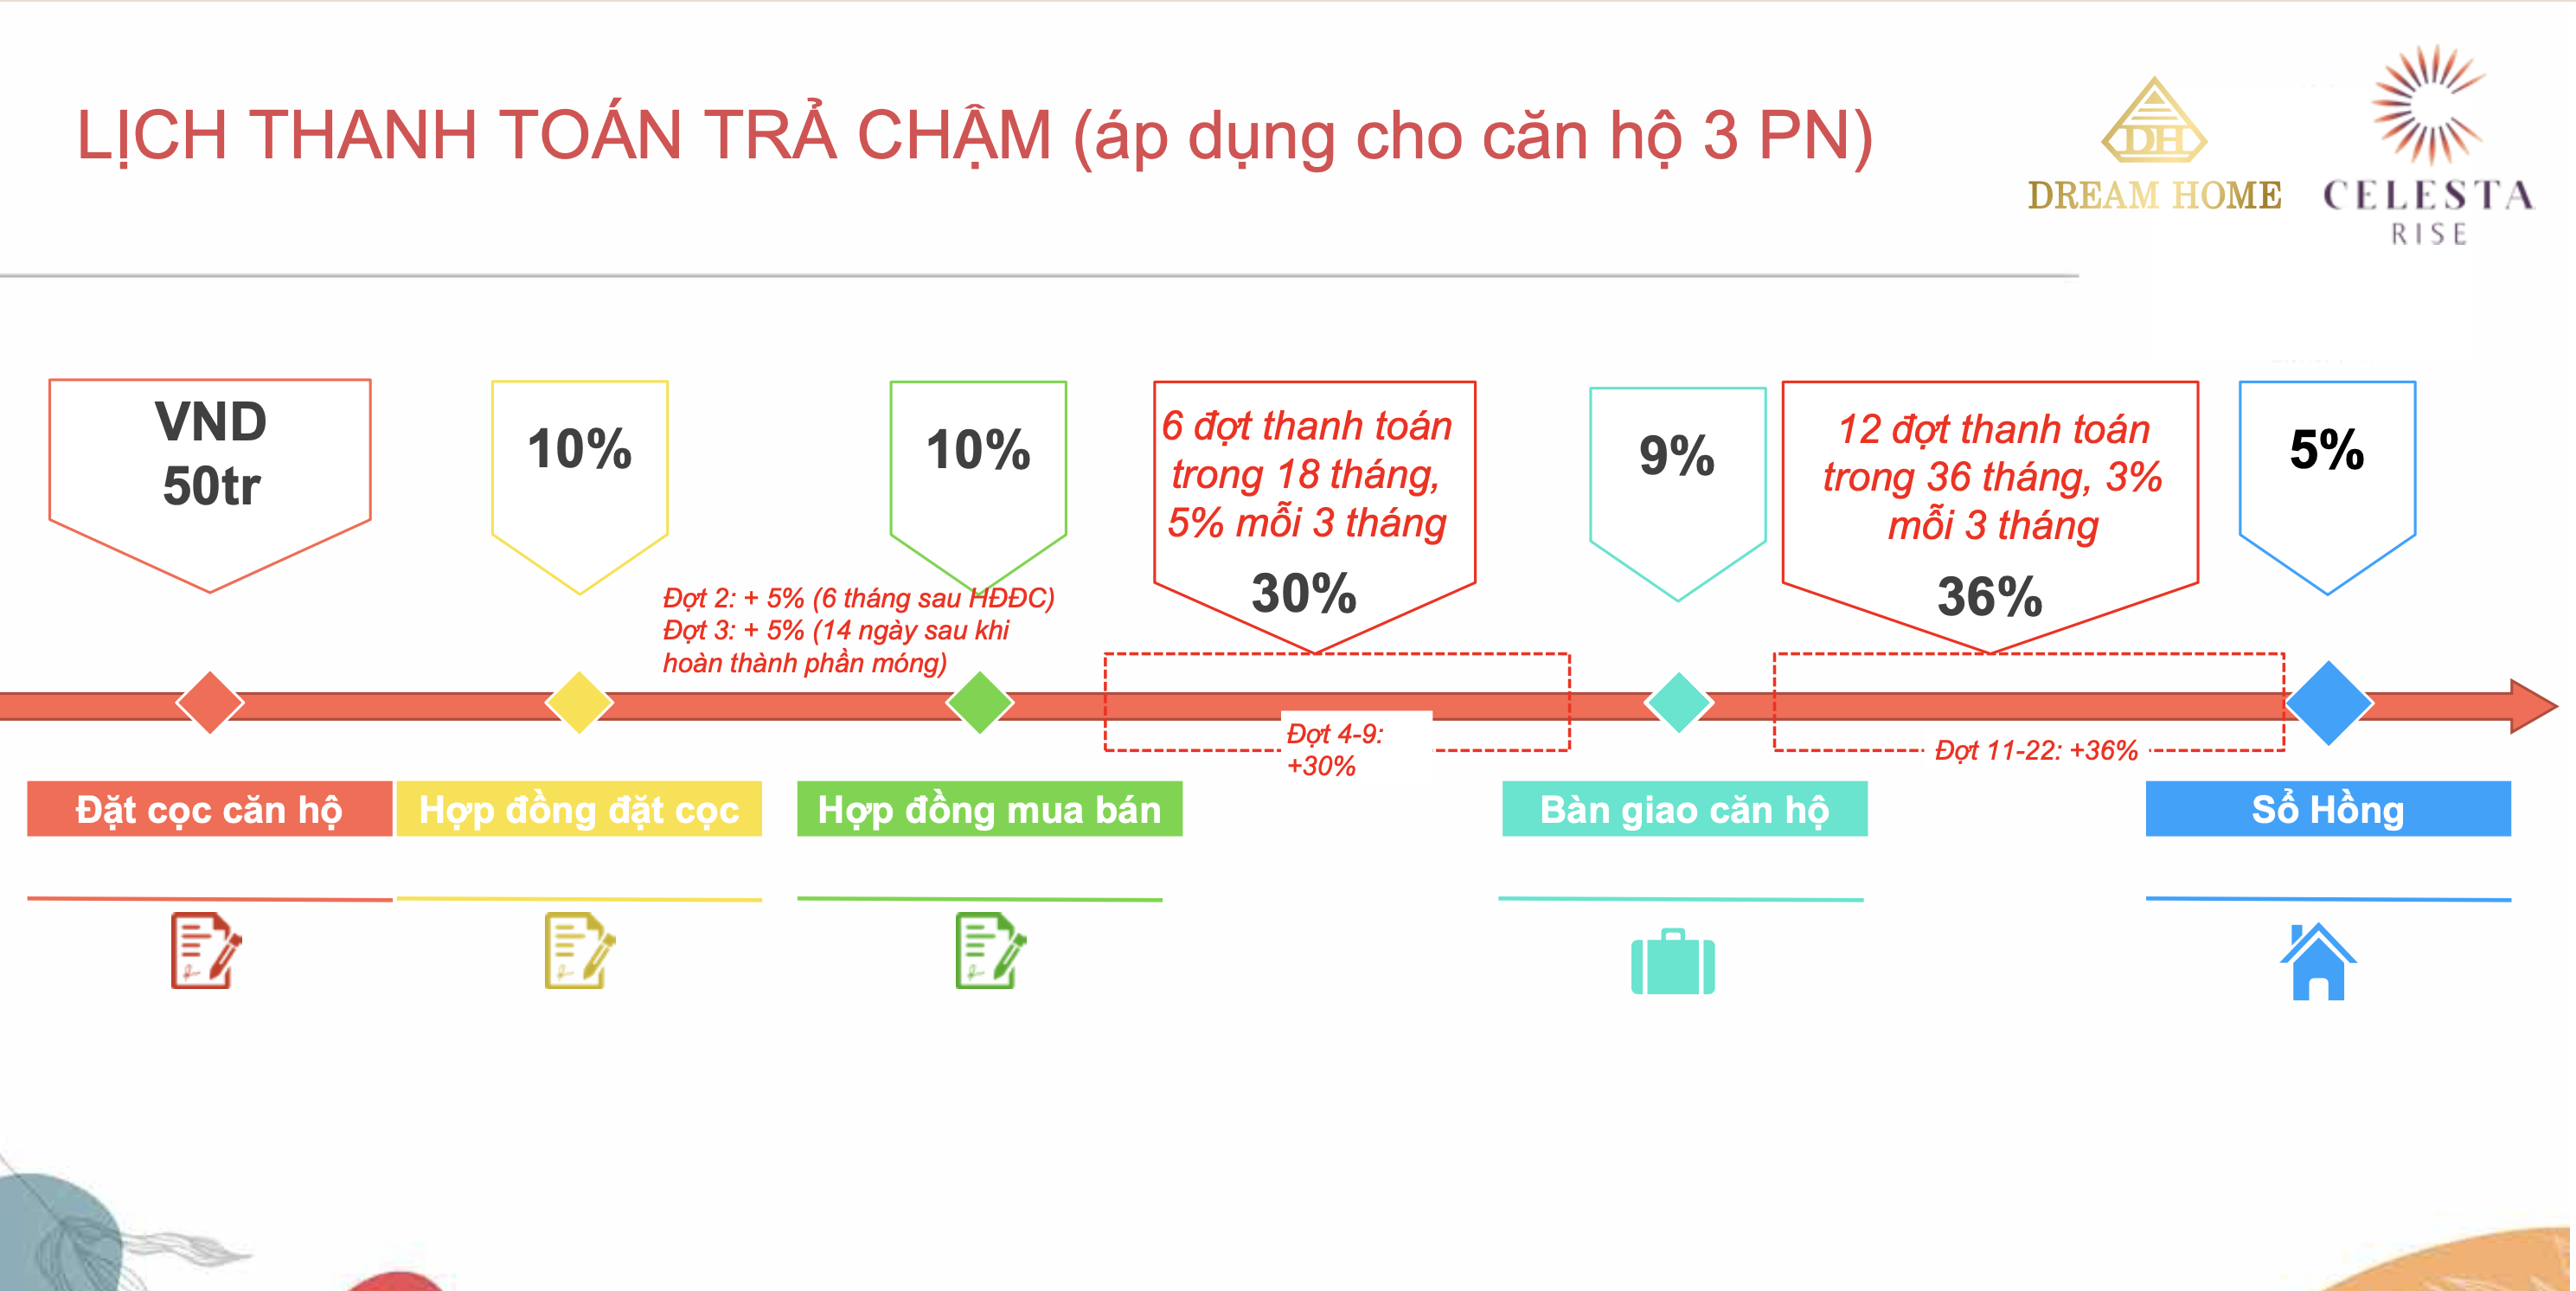 LỊCH THANH TOÁN TRẢ CHẬM (áp dụng cho căn hộ 3 PN)
DH
DREAM HOME
CELESTA
RISE
VND
50tr
10%
10%
6 đợt thanh toán
trong 18 tháng,
5% mỗi 3 tháng
30%
9%
12 đợt thanh toán
trong 36 tháng, 3%
mỗi 3 tháng
36%
5%
Đợt 2: + 5% (6 tháng sau HĐĐC)
Đợt 3: + 5% (14 ngày sau khi
hoàn thành phần móng)
Đợt 4-9:
+30%
Đợt 11-22: +36%
Đặt cọc căn hộ
Hợp đồng đặt cọc
Hợp đồng mua bán
Bàn giao căn hộ
Sổ Hồng